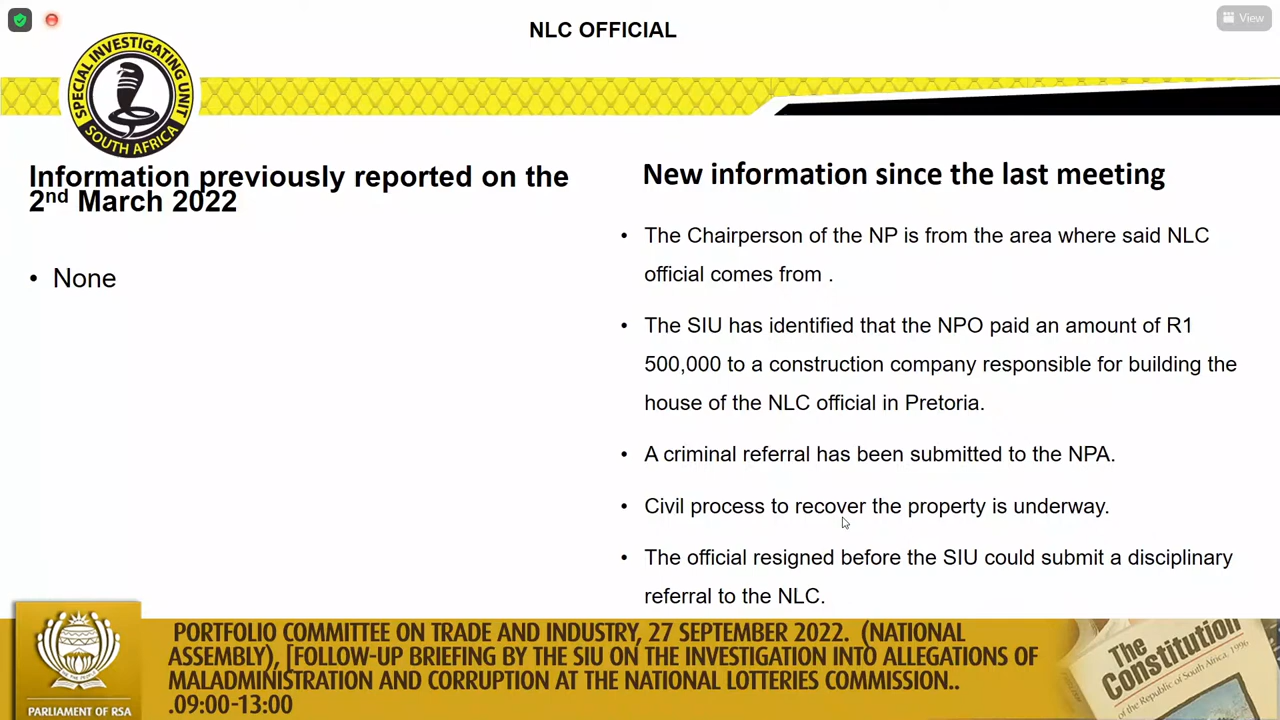 View
NLC OFFICIAL
SPECIAL INVESTIGATING UNIT
SOUTH AFRICA
Information previously reported on the
2nd March 2022
• None
New information since the last meeting
• The Chairperson of the NP is from the area where said NLC
official comes from .
• The SIU has identified that the NPO paid an amount of R1
500,000 to a construction company responsible for building the
house of the NLC official in Pretoria.
• A criminal referral has been submitted to the NPA.
• Civil process to recover the property is underway.
• The official resigned before the SIU could submit a disciplinary
referral to the NLC.
PORTFOLIO COMMITTEE ON TRADE AND INDUSTRY, 27 SEPTEMBER 2022. (NATIONAL
ASSEMBLY), [FOLLOW-UP BRIEFING BY THE SIU ON THE INVESTIGATION INTO ALLEGATIONS OF
MALADMINISTRATION AND CORRUPTION AT THE NATIONAL LOTTERIES COMMISSION..
.09:00-13:00
PARLIAMENT OF RSA
The
Constitution
of the Republic of South Africa, 1996